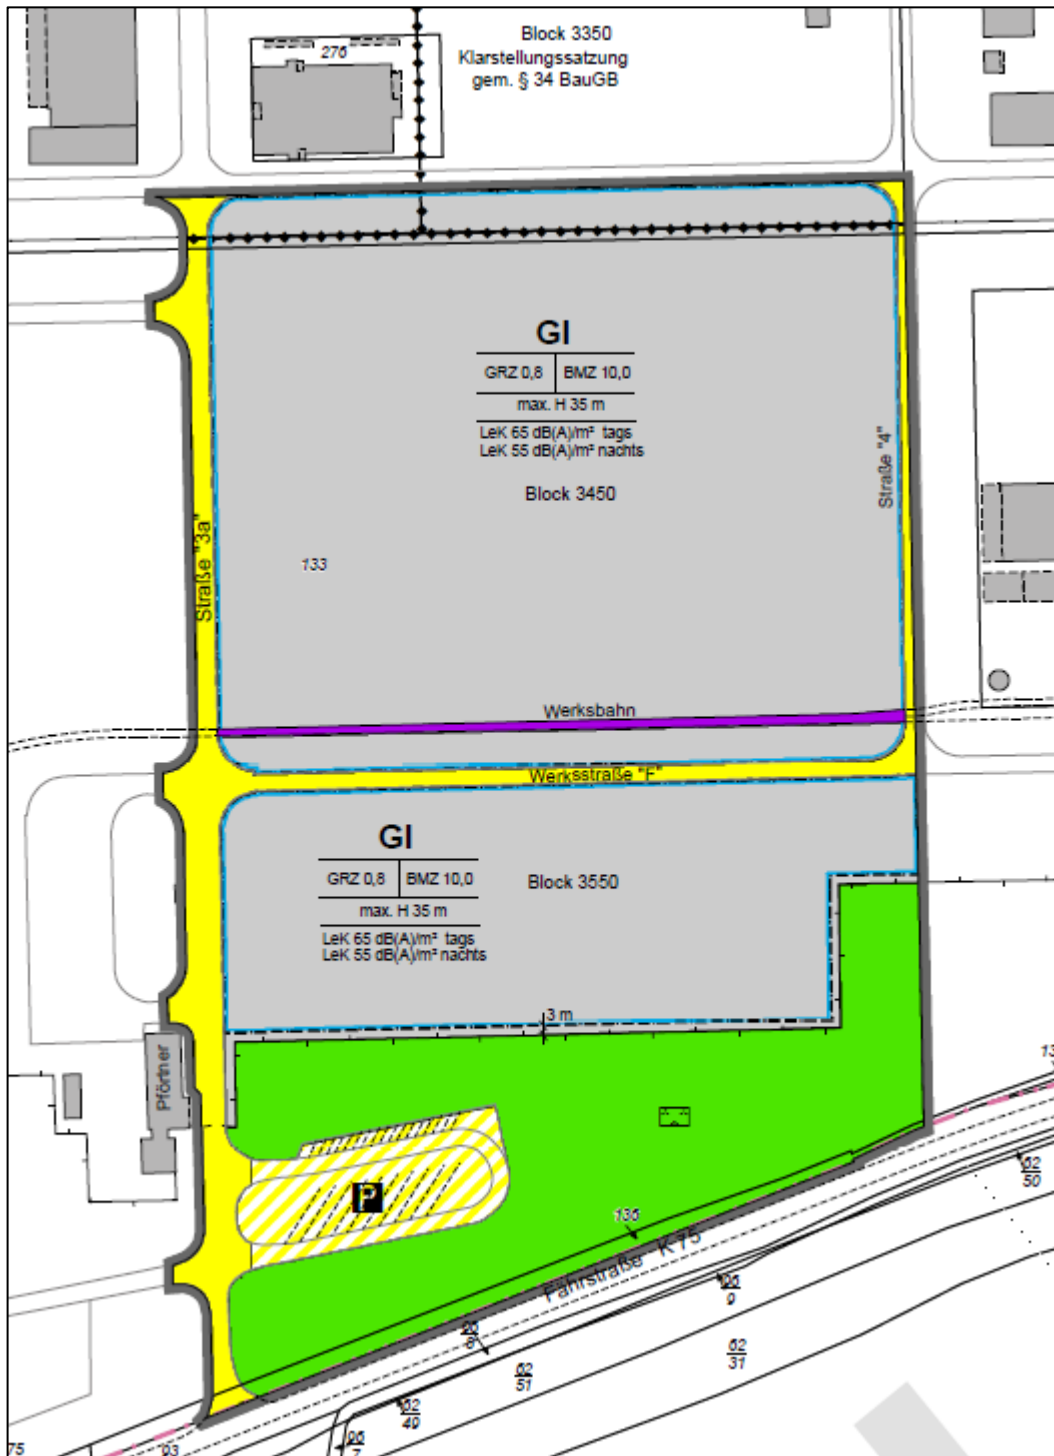 Block 3350
Klarstellungssatzung
gem. § 34 BauGB
276
GI
GRZ 0,8 BMZ 10,0
max. H 35 m
LeK 65 dB(A)/m² tags
LeK 55 dB(A)/m² nachts
Block 3450
Straße "4"
Straße "3a"
133
Werksbahn
Werksstraße "F"
GI
GRZ 0,8 BMZ 10,0
Block 3550
max. H 35 m
LeK 65 dB(A)/m² tags
LeK 55 dB(A)/m² nachts
3 m
Pförtner
P
136
Fährstraße K 75
62
50
62
31
62
51
62
49